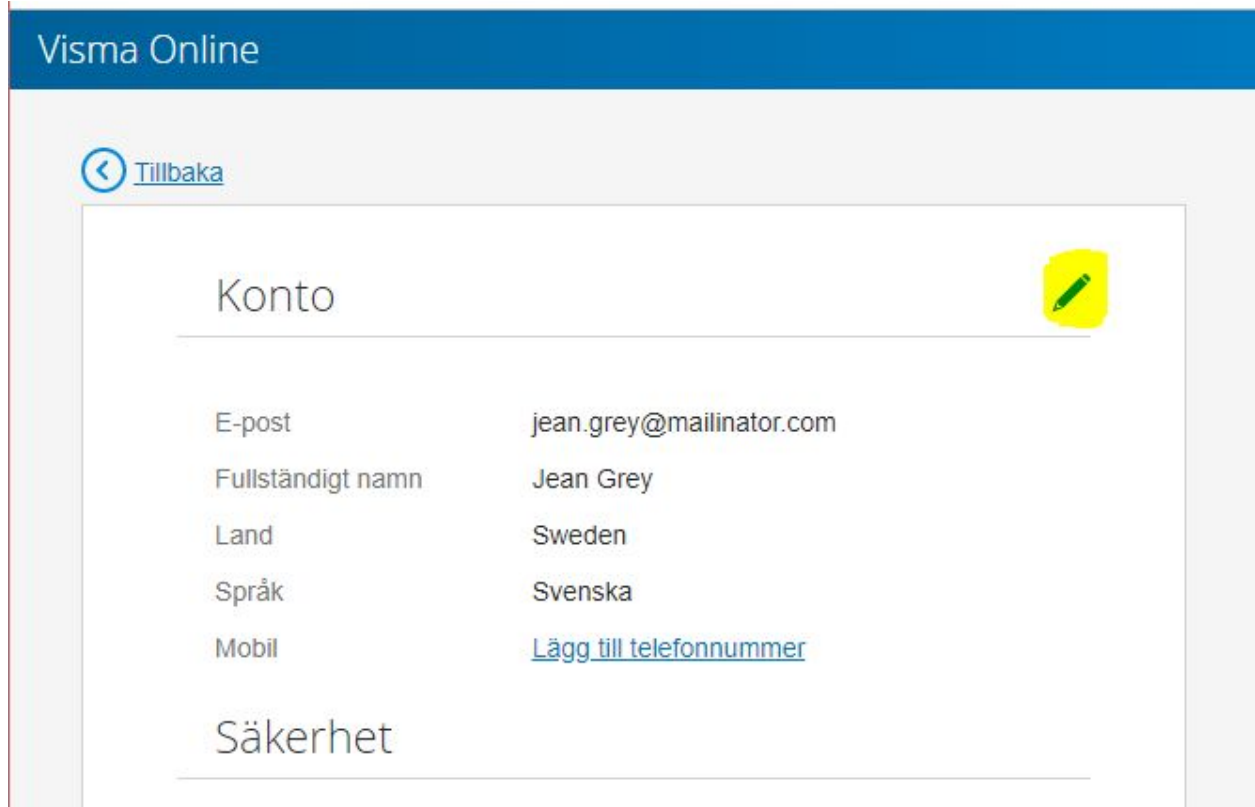 Visma Online
Tillbaka
Konto
E-post jean.grey@mailinator.com
Fullständigt namn Jean Grey
Land Sweden
Språk Svenska
Mobil Lägg till telefonnummer
Säkerhet